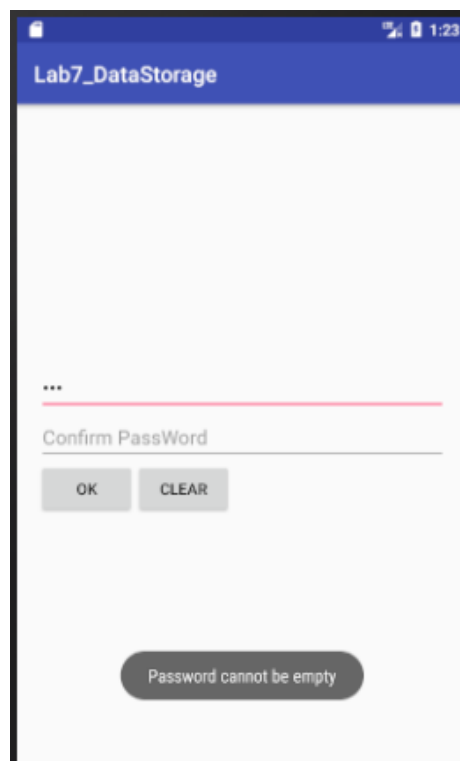 1:23
Lab7_DataStorage
•••
Confirm PassWord
OK CLEAR
Password cannot be empty